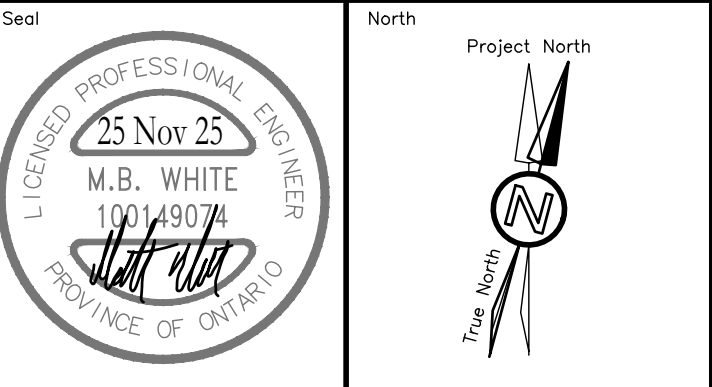 Seal
LICENSED PROFESSIONAL ENGINEER
25 Nov 25
M.B. WHITE
100149074
PROVINCE OF ONTARIO
North
Project North
N
True North